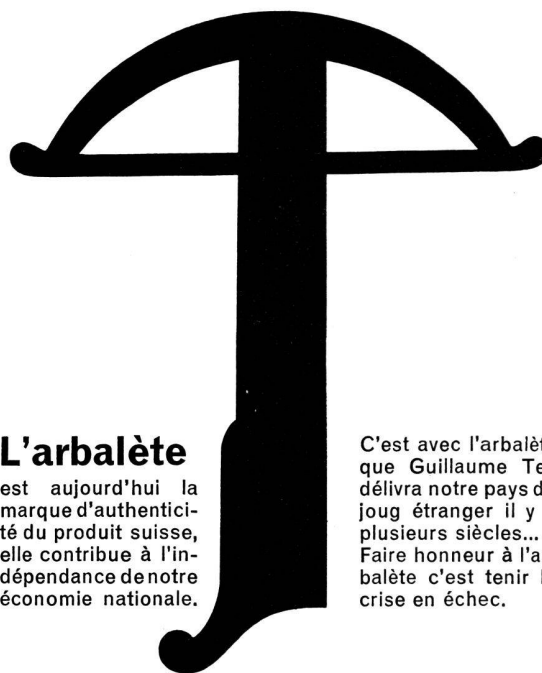 L'arbalète
est aujourd'hui la
marque d'authentici-
té du produit suisse,
elle contribue à l'in-
dépendance de notre
économie nationale.
C'est avec l'arbalèt
que Guillaume Te
délivra notre pays d
joug étranger il y
plusieurs siècles...
Faire honneur à l'a
balète c'est tenir l
crise en échec.